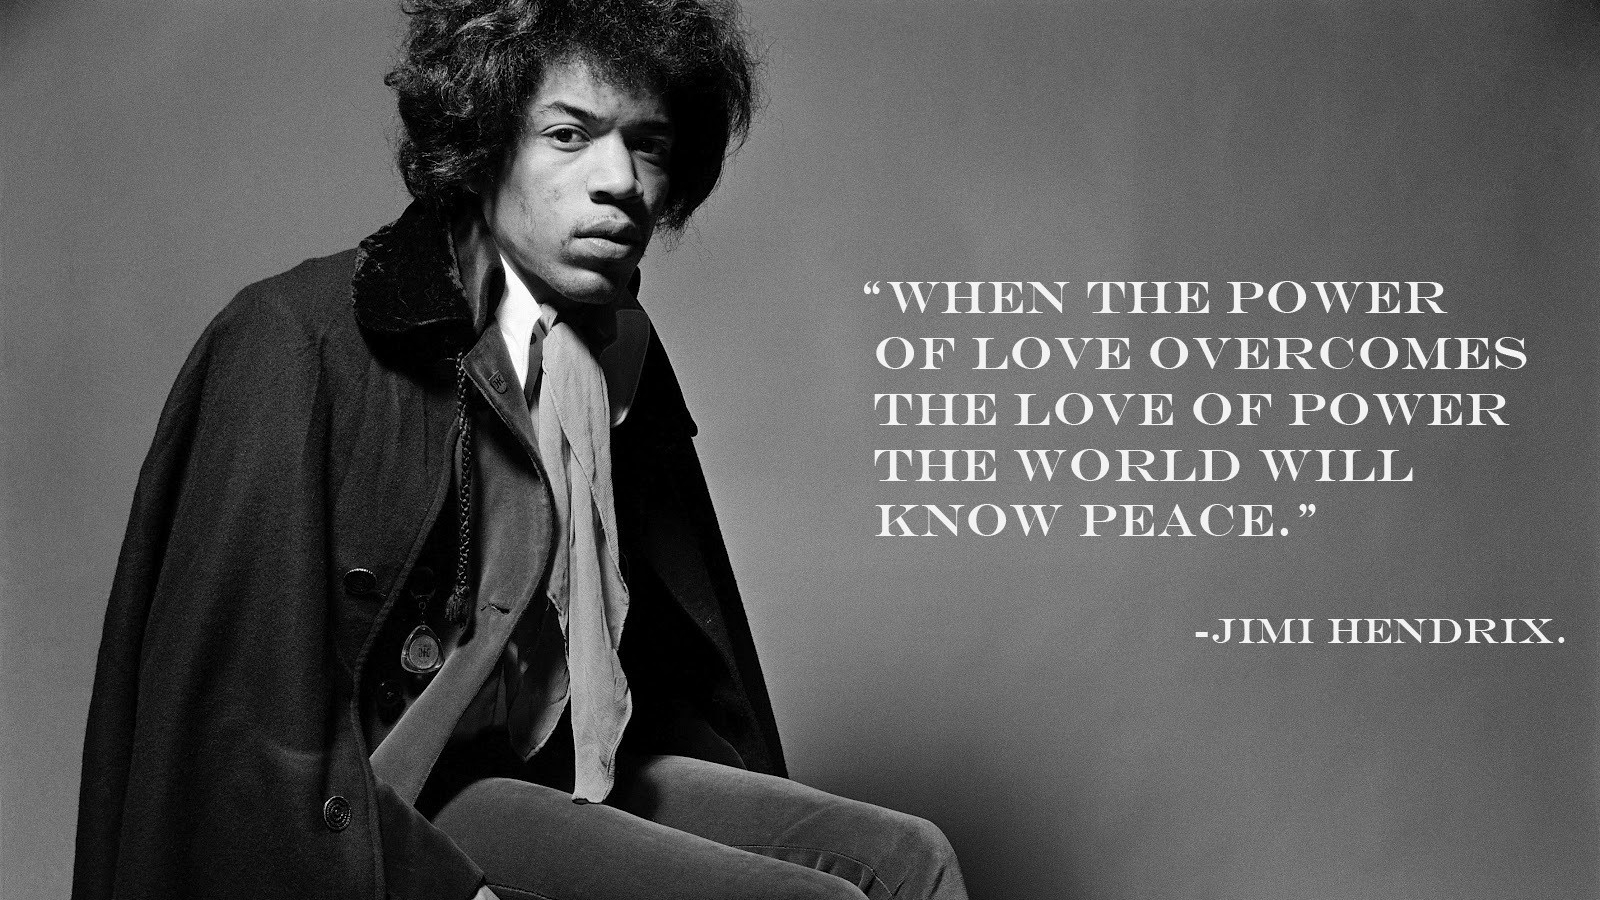 “WHEN THE POWER
OF LOVE OVERCOMES
THE LOVE OF POWER
THE WORLD WILL
KNOW PEACE.”
-JIMI HENDRIX.